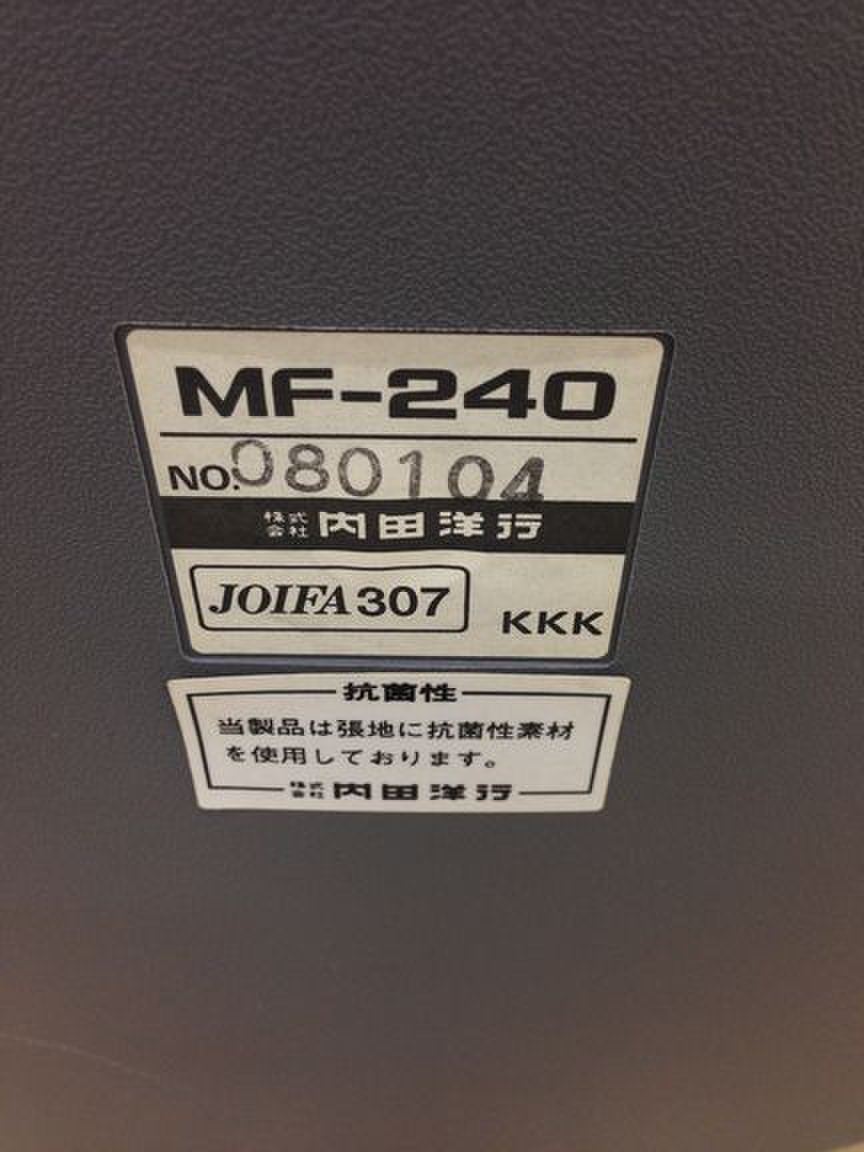 MF-240
NO.080104
株式会社 内田洋行
JOIFA 307 KKK
抗菌性
当製品は張地に抗菌性素材
を使用しております。
株式会社 内田洋行